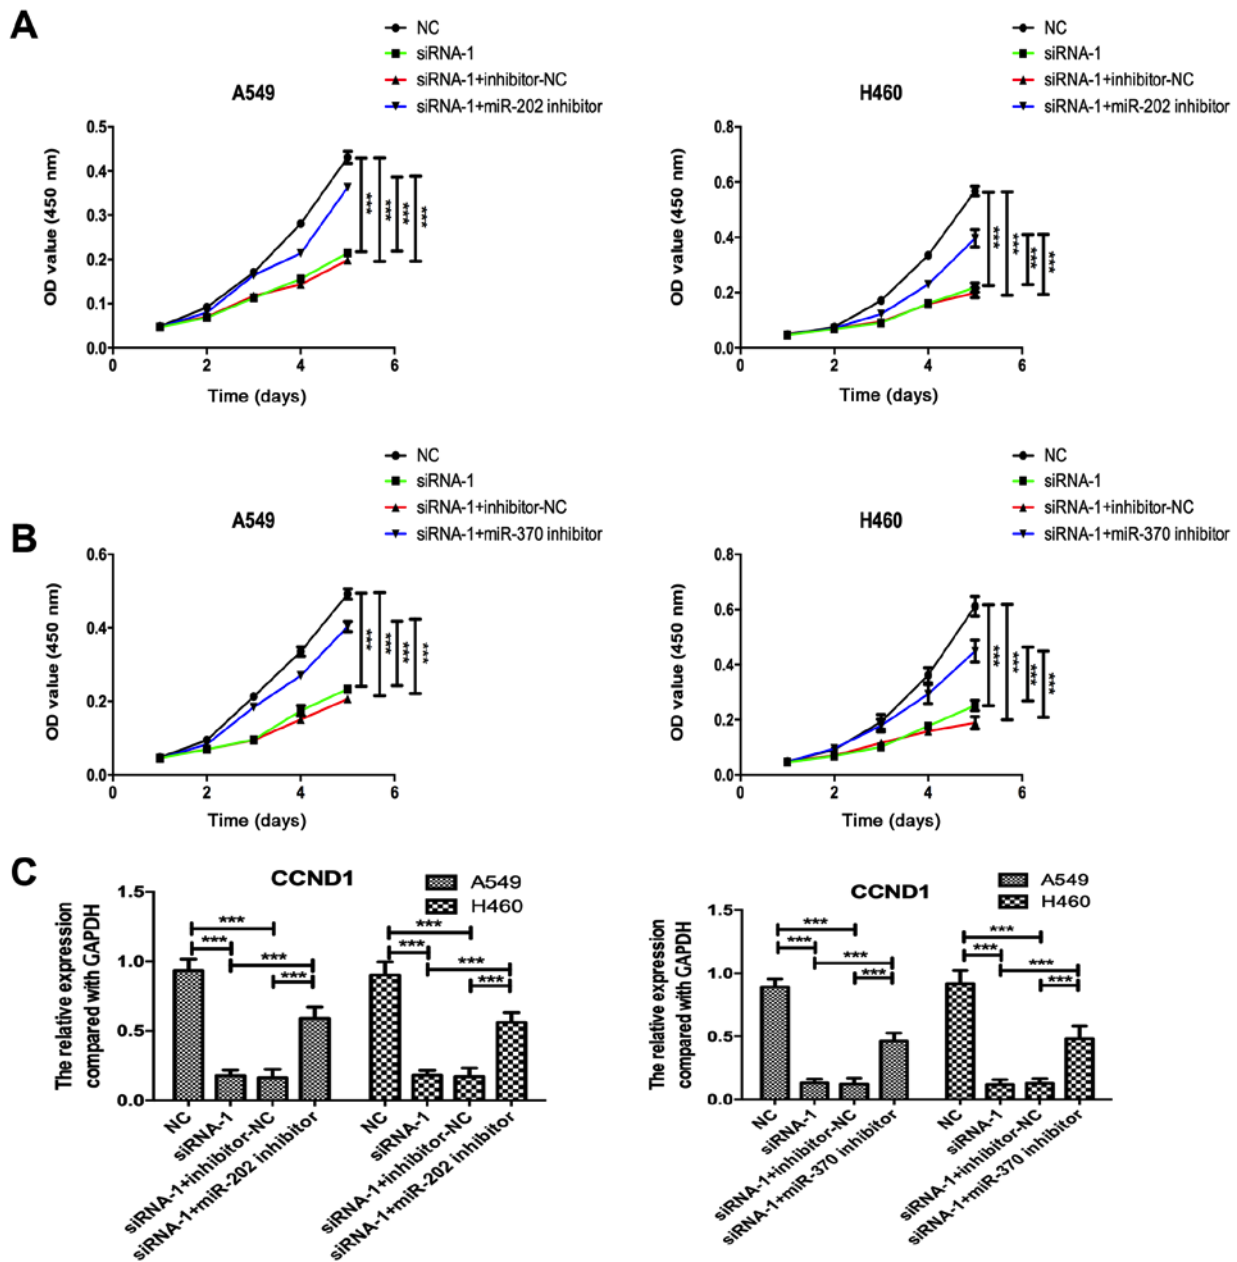 A
NC
siRNA-1
siRNA-1+inhibitor-NC
siRNA-1+miR-202 inhibitor
A549
OD value (450 nm)
0.5
0.4
0.3
0.2
0.1
0.0
0 2 4 6
Time (days)
***
***
***
***
NC
siRNA-1
siRNA-1+inhibitor-NC
siRNA-1+miR-202 inhibitor
H460
OD value (450 nm)
0.8
0.6
0.4
0.2
0.0
0 2 4 6
Time (days)
***
***
***
***
B
NC
siRNA-1
siRNA-1+inhibitor-NC
siRNA-1+miR-370 inhibitor
A549
OD value (450 nm)
0.6
0.4
0.2
0.0
0 2 4 6
Time (days)
***
***
***
***
NC
siRNA-1
siRNA-1+inhibitor-NC
siRNA-1+miR-370 inhibitor
H460
OD value (450 nm)
0.8
0.6
0.4
0.2
0.0
0 2 4 6
Time (days)
***
***
***
***
C
CCND1
A549
H460
The relative expression
compared with GAPDH
1.5
1.0
0.5
0.0
***
***
***
***
***
***
***
***
NC
siRNA-1
siRNA-1+inhibitor-NC
siRNA-1+miR-202 inhibitor
NC
siRNA-1
siRNA-1+inhibitor-NC
siRNA-1+miR-202 inhibitor
CCND1
A549
H460
The relative expression
compared with GAPDH
1.5
1.0
0.5
0.0
***
***
***
***
***
***
***
***
NC
siRNA-1
siRNA-1+inhibitor-NC
siRNA-1+miR-370 inhibitor
NC
siRNA-1
siRNA-1+inhibitor-NC
siRNA-1+miR-370 inhibitor